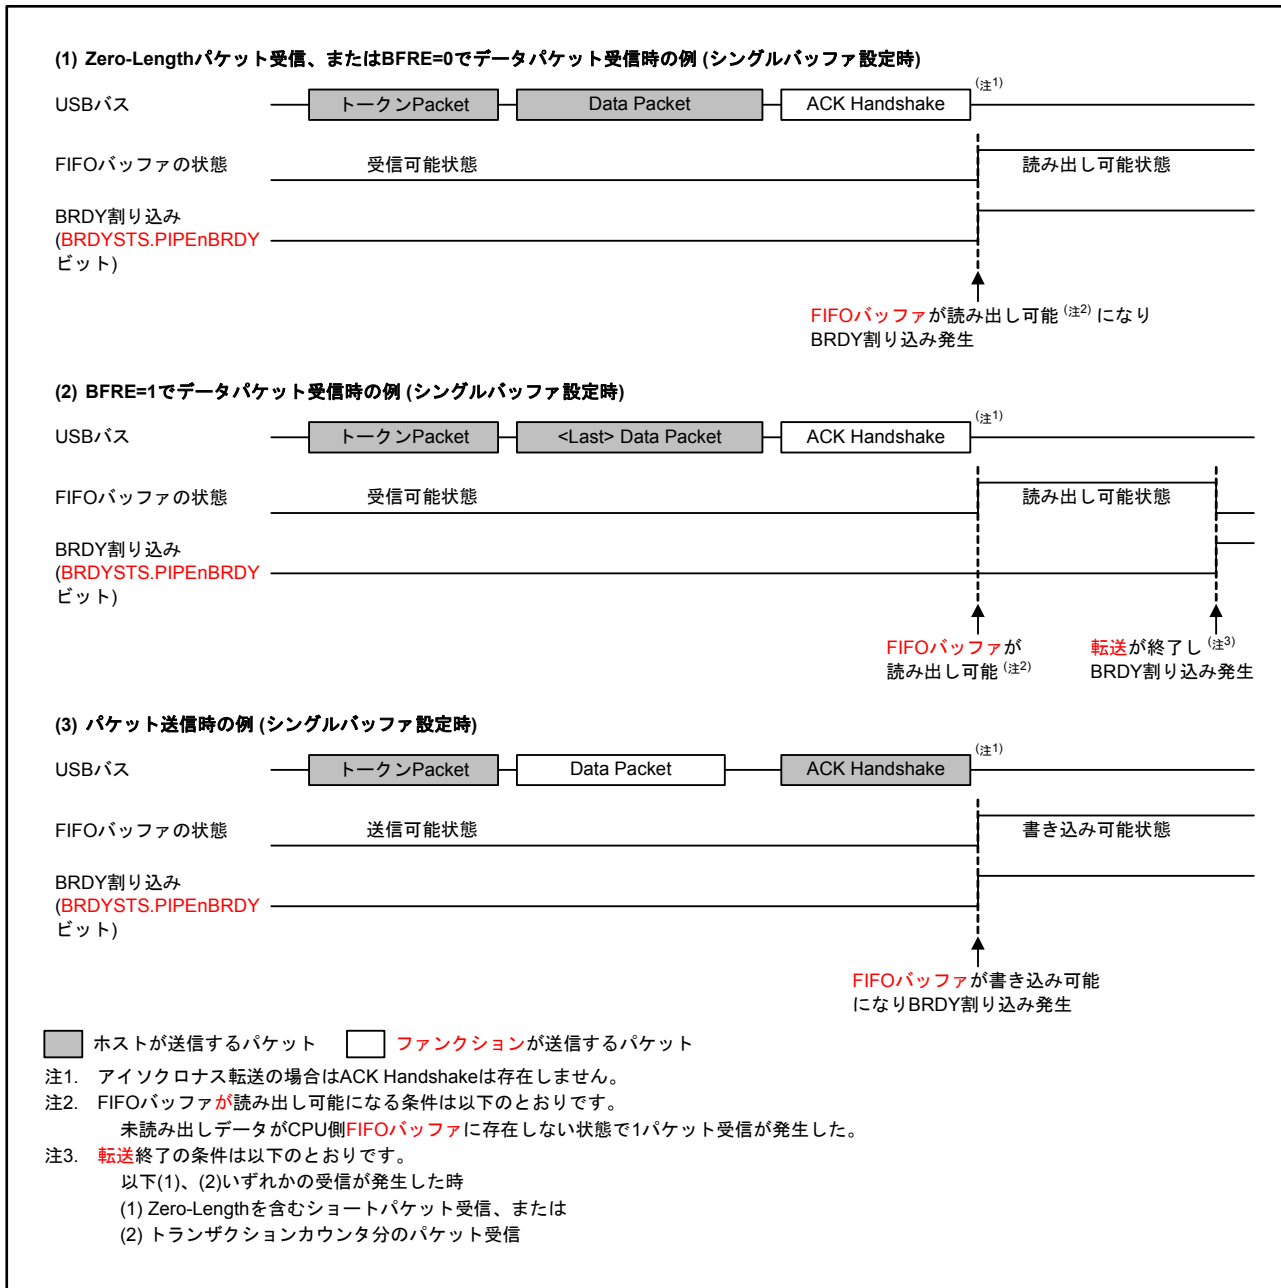 (1) Zero-Lengthパケット受信、またはBFRE=0でデータパケット受信時の例 (シングルバッファ設定時)
USBバス
トークンPacket
Data Packet
ACK Handshake
(注1)
FIFOバッファの状態
受信可能状態
読み出し可能状態
BRDY割り込み
(BRDYSTS.PIPEnBRDY
ビット)
FIFOバッファが読み出し可能 (注2) になり
BRDY割り込み発生
(2) BFRE=1でデータパケット受信時の例 (シングルバッファ設定時)
USBバス
トークンPacket
<Last> Data Packet
ACK Handshake
(注1)
FIFOバッファの状態
受信可能状態
読み出し可能状態
BRDY割り込み
(BRDYSTS.PIPEnBRDY
ビット)
FIFOバッファが
読み出し可能 (注2)
転送が終了し (注3)
BRDY割り込み発生
(3) パケット送信時の例 (シングルバッファ設定時)
USBバス
トークンPacket
Data Packet
ACK Handshake
(注1)
FIFOバッファの状態
送信可能状態
書き込み可能状態
BRDY割り込み
(BRDYSTS.PIPEnBRDY
ビット)
FIFOバッファが書き込み可能
になりBRDY割り込み発生
ホストが送信するパケット
ファンクションが送信するパケット
注1. アイソクロナス転送の場合はACK Handshakeは存在しません。
注2. FIFOバッファが読み出し可能になる条件は以下のとおりです。
未読み出しデータがCPU側FIFOバッファに存在しない状態で1パケット受信が発生した。
注3. 転送終了の条件は以下のとおりです。
以下(1)、(2)いずれかの受信が発生した時
(1) Zero-Lengthを含むショートパケット受信、または
(2) トランザクションカウンタ分のパケット受信